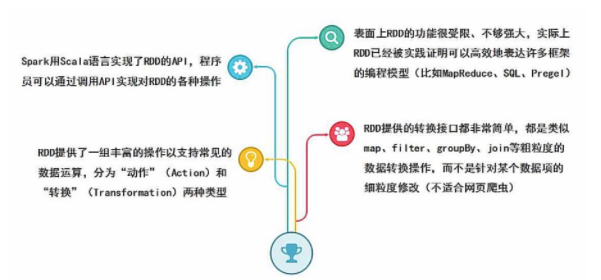 Spark用Scala语言实现了RDD的API，程序
员可以通过调用API实现对RDD的各种操作
表面上RDD的功能很受限、不够强大，实际上
RDD已经被实践证明可以高效地表达许多框架
的编程模型（比如MapReduce、SQL、Pregel）
RDD提供了一组丰富的操作以支持常见的
数据运算，分为“动作”（Action）和
“转换”（Transformation）两种类型
RDD提供的转换接口都非常简单，都是类似
map、filter、groupBy、join等粗粒度的
数据转换操作，而不是针对某个数据项的
细粒度修改（不适合网页爬虫）